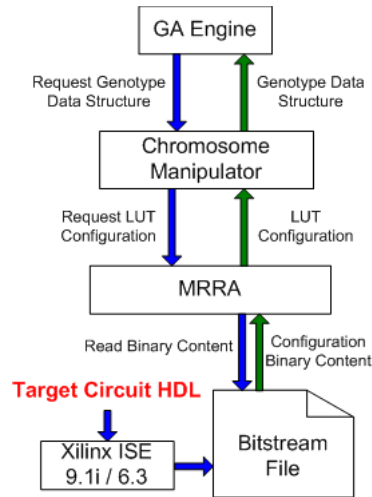 GA Engine
Request Genotype
Data Structure
Genotype Data
Structure
Chromosome
Manipulator
Request LUT
Configuration
LUT
Configuration
MRRA
Read Binary Content
Configuration
Binary Content
Target Circuit HDL
Xilinx ISE
9.1i / 6.3
Bitstream
File